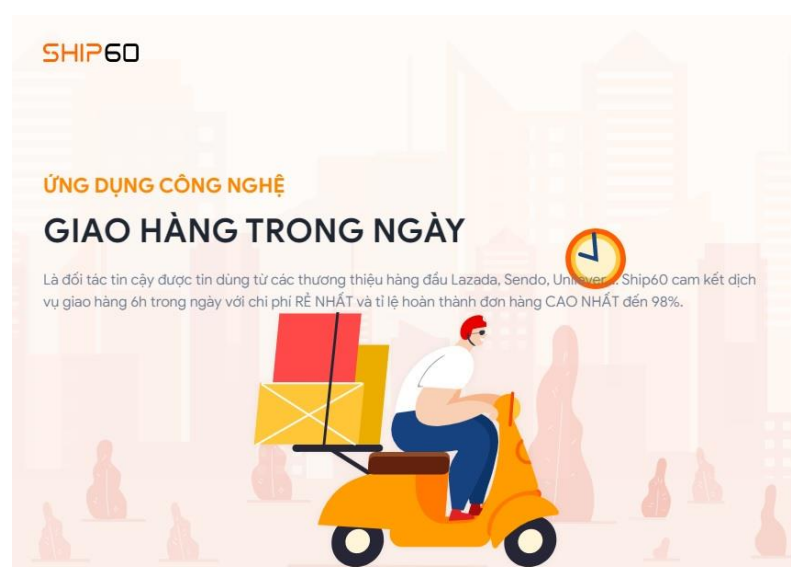 SHIP60
ỨNG DỤNG CÔNG NGHỆ
GIAO HÀNG TRONG NGÀY
Là đối tác tin cậy được tin dùng từ các thương thiệu hàng đầu Lazada, Sendo, Unilever... Ship60 cam kết dịch
vụ giao hàng 6h trong ngày với chi phí RẺ NHẤT và tỉ lệ hoàn thành đơn hàng CAO NHẤT đến 98%.